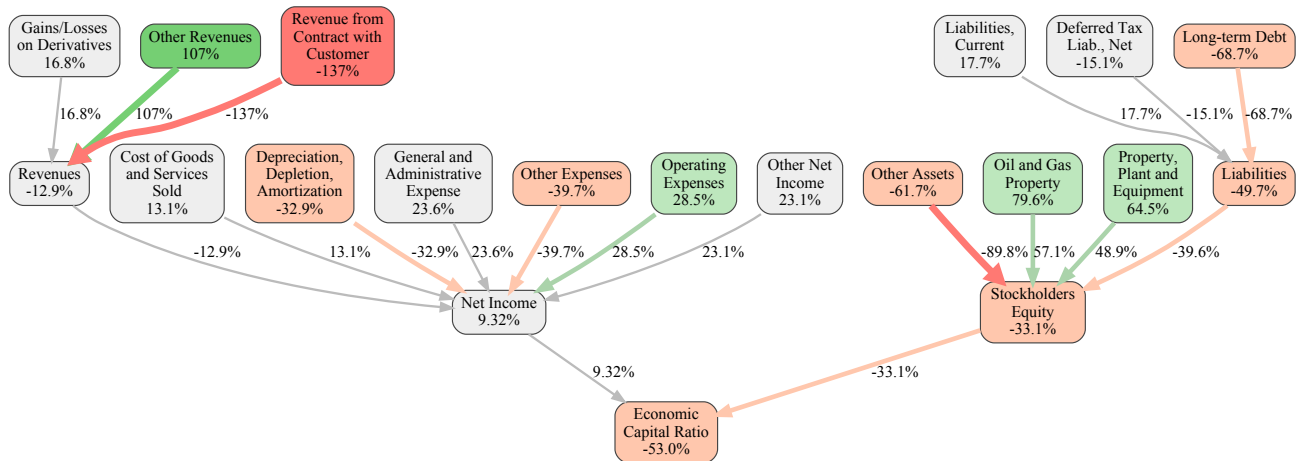 Gains/Losses
on Derivatives
16.8%
Other Revenues
107%
Revenue from
Contract with
Customer
-137%
Liabilities,
Current
17.7%
Deferred Tax
Liab., Net
-15.1%
Long-term Debt
-68.7%
16.8%
107%
-137%
17.7%
-15.1%
-68.7%
Revenues
-12.9%
Cost of Goods
and Services
Sold
13.1%
Depreciation,
Depletion,
Amortization
-32.9%
General and
Administrative
Expense
23.6%
Other Expenses
-39.7%
Operating
Expenses
28.5%
Other Net
Income
23.1%
Other Assets
-61.7%
Oil and Gas
Property
79.6%
Property,
Plant and
Equipment
64.5%
Liabilities
-49.7%
-12.9%
13.1%
-32.9%
23.6%
-39.7%
28.5%
23.1%
-89.8%
57.1%
48.9%
-39.6%
Net Income
9.32%
Stockholders
Equity
-33.1%
9.32%
-33.1%
Economic
Capital Ratio
-53.0%